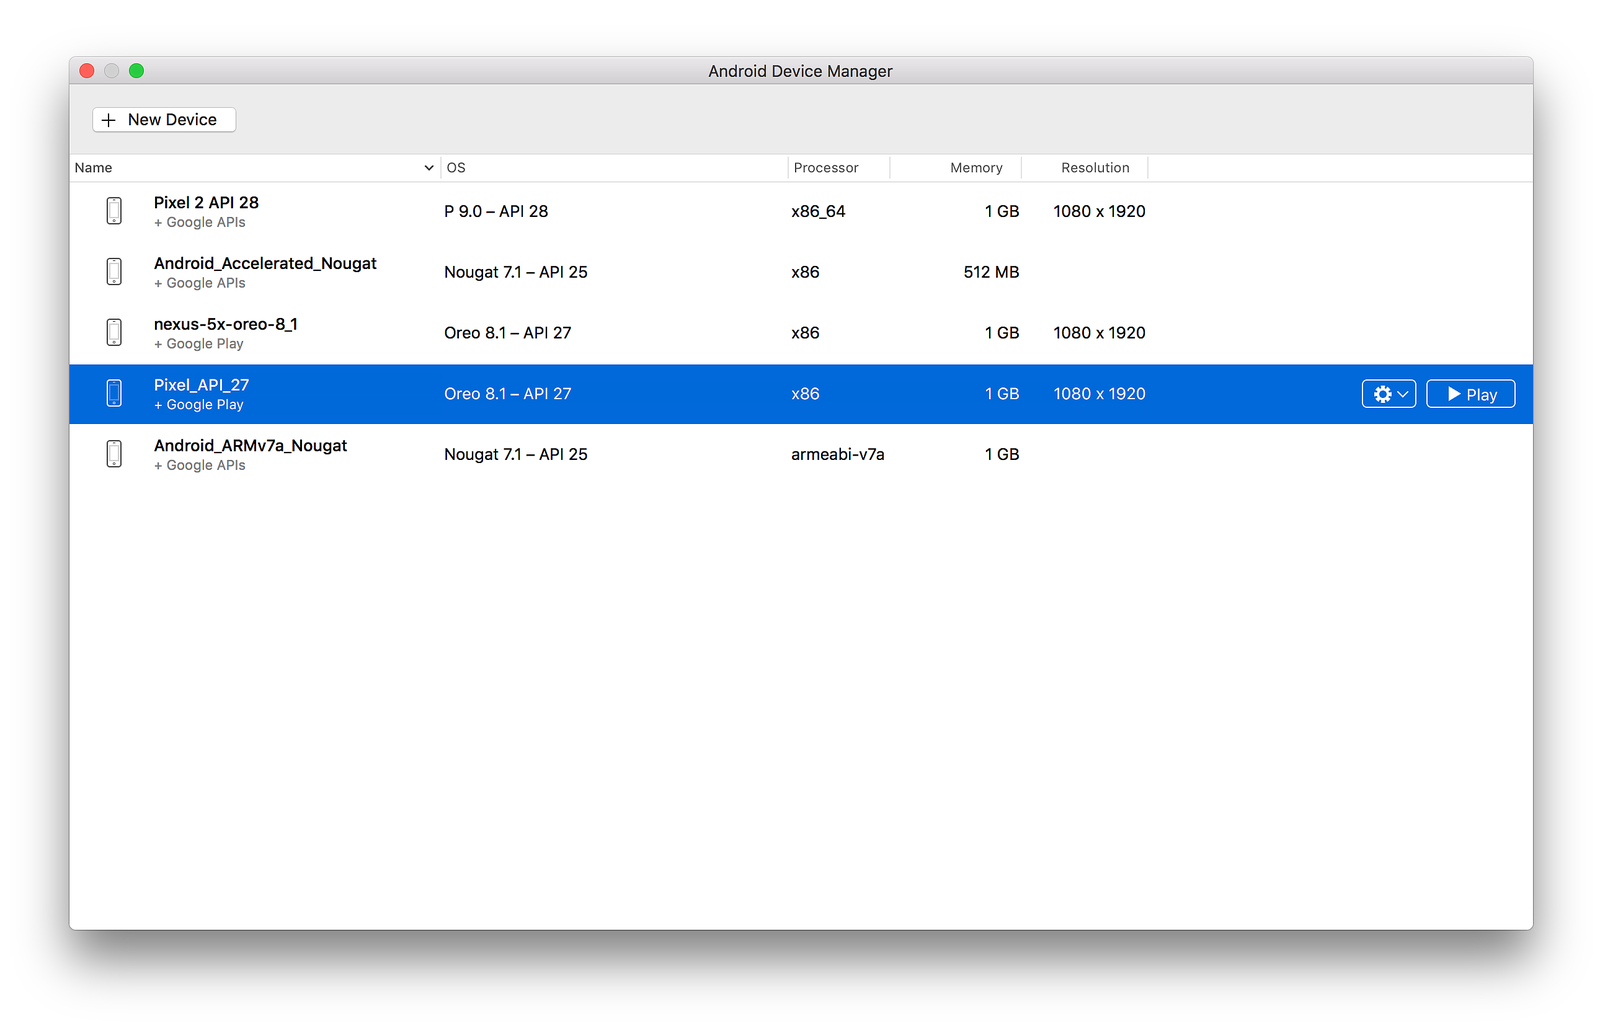 Android Device Manager
New Device
Name OS Processor Memory Resolution
Pixel 2 API 28
+ Google APIs
P 9.0 – API 28 x86_64 1 GB 1080 x 1920
Android_Accelerated_Nougat
+ Google APIs
Nougat 7.1 – API 25 x86 512 MB
nexus-5x-oreo-8_1
+ Google Play
Oreo 8.1 – API 27 x86 1 GB 1080 x 1920
Pixel_API_27
+ Google Play
Oreo 8.1 – API 27 x86 1 GB 1080 x 1920 Play
Android_ARMv7a_Nougat
+ Google APIs
Nougat 7.1 – API 25 armeabi-v7a 1 GB